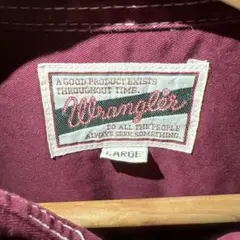 A GOOD PRODUCT EXISTS
THROUGHOUT TIME.
Wrangler
TO ALL THE PEOPLE
ALWAYS SEEK SOMETHING.
LARGE